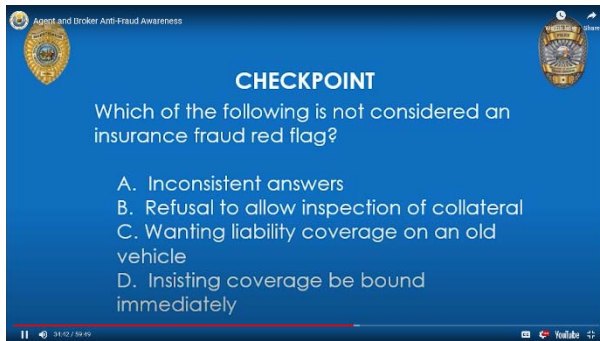 Agent and Broker Anti-Fraud Awareness
Share
CHECKPOINT
Which of the following is not considered an
insurance fraud red flag?
A. Inconsistent answers
B. Refusal to allow inspection of collateral
C. Wanting liability coverage on an old
vehicle
D. Insisting coverage be bound
immediately
34:42 / 59:49
YouTube